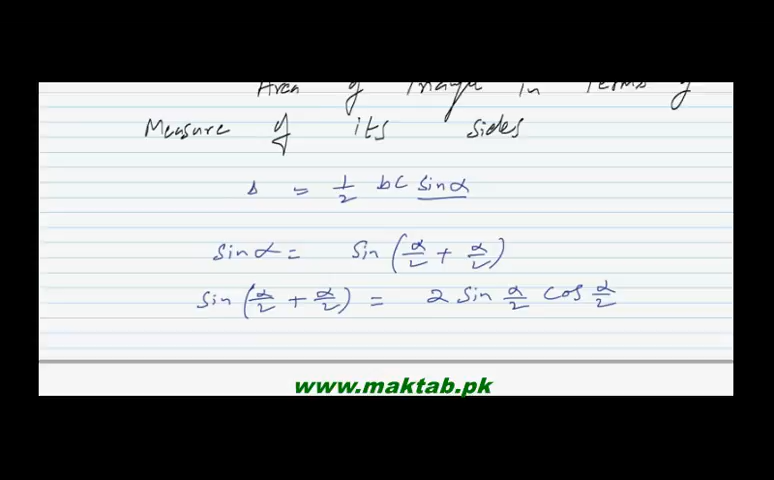 Area of Triangle In Terms of
Measure of its sides
Δ = 1/2 bc sinα
sinα = sin (α/2 + α/2)
sin (α/2 + α/2) = 2 sin α/2 cos α/2
www.maktab.pk